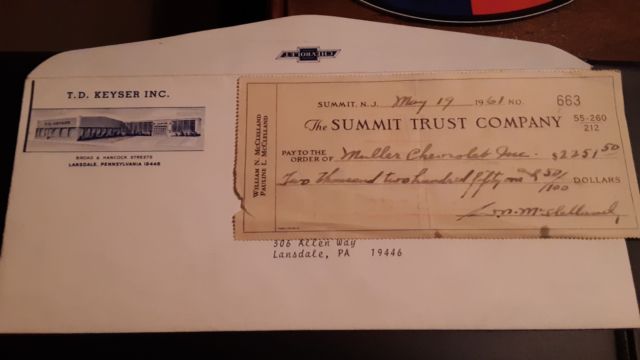 CHEVROLET
T.D. KEYSER INC.
T.D. KEYSER
BROAD & HANCOCK STREETS
LANSDALE, PENNSYLVANIA 19446
WILLIAM N. MCCLELLAND
PAULINE L. MCCLELLAND
SUMMIT, N.J. May 19 1961 NO. 663
The SUMMIT TRUST COMPANY 55-260
212
PAY TO THE
ORDER OF Muller Chevrolet Inc. $2251.50
Two thousand two hundred fifty one & 50/100 DOLLARS
W.N. McClelland
306 Allen Way
Lansdale, PA 19446